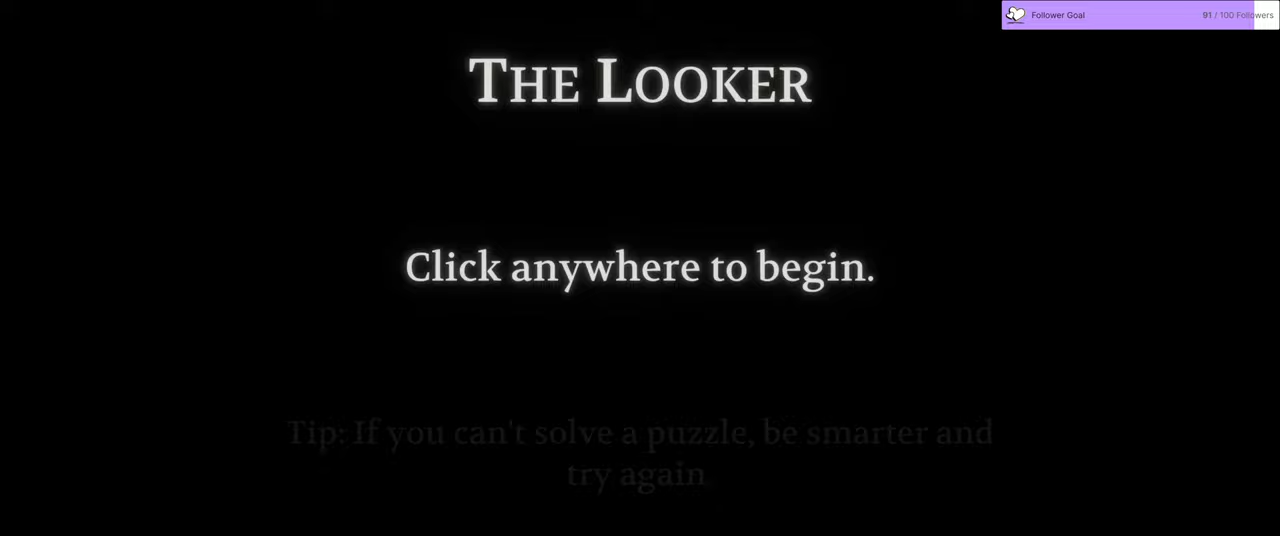 Follower Goal 91 / 100 Followers
THE LOOKER
Click anywhere to begin.
Tip: If you can't solve a puzzle, be smarter and
try again.